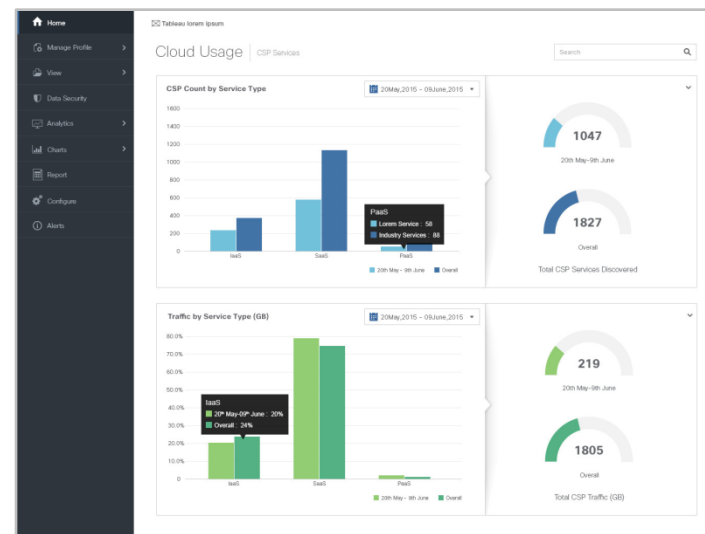 Home
Tableau lorem ipsum
Manage Profile
View
Data Security
Analytics
Charts
Report
Configure
Alerts
Cloud Usage
CSP Services
Search
CSP Count by Service Type
20May,2015 - 09June,2015
1600
1400
1200
1000
800
600
400
200
0
IaaS
SaaS
PaaS
PaaS
Lorem Service : 58
Industry Services : 88
20th May - 9th June
Overall
1047
20th May-9th June
1827
Overall
Total CSP Services Discovered
Traffic by Service Type (GB)
20May,2015 - 09June,2015
80.0%
70.0%
60.0%
50.0%
40.0%
30.0%
20.0%
10.0%
0
IaaS
20th May-09th June : 20%
Overall : 24%
IaaS
SaaS
PaaS
20th May - 9th June
Overall
219
20th May-9th June
1805
Overall
Total CSP Traffic (GB)